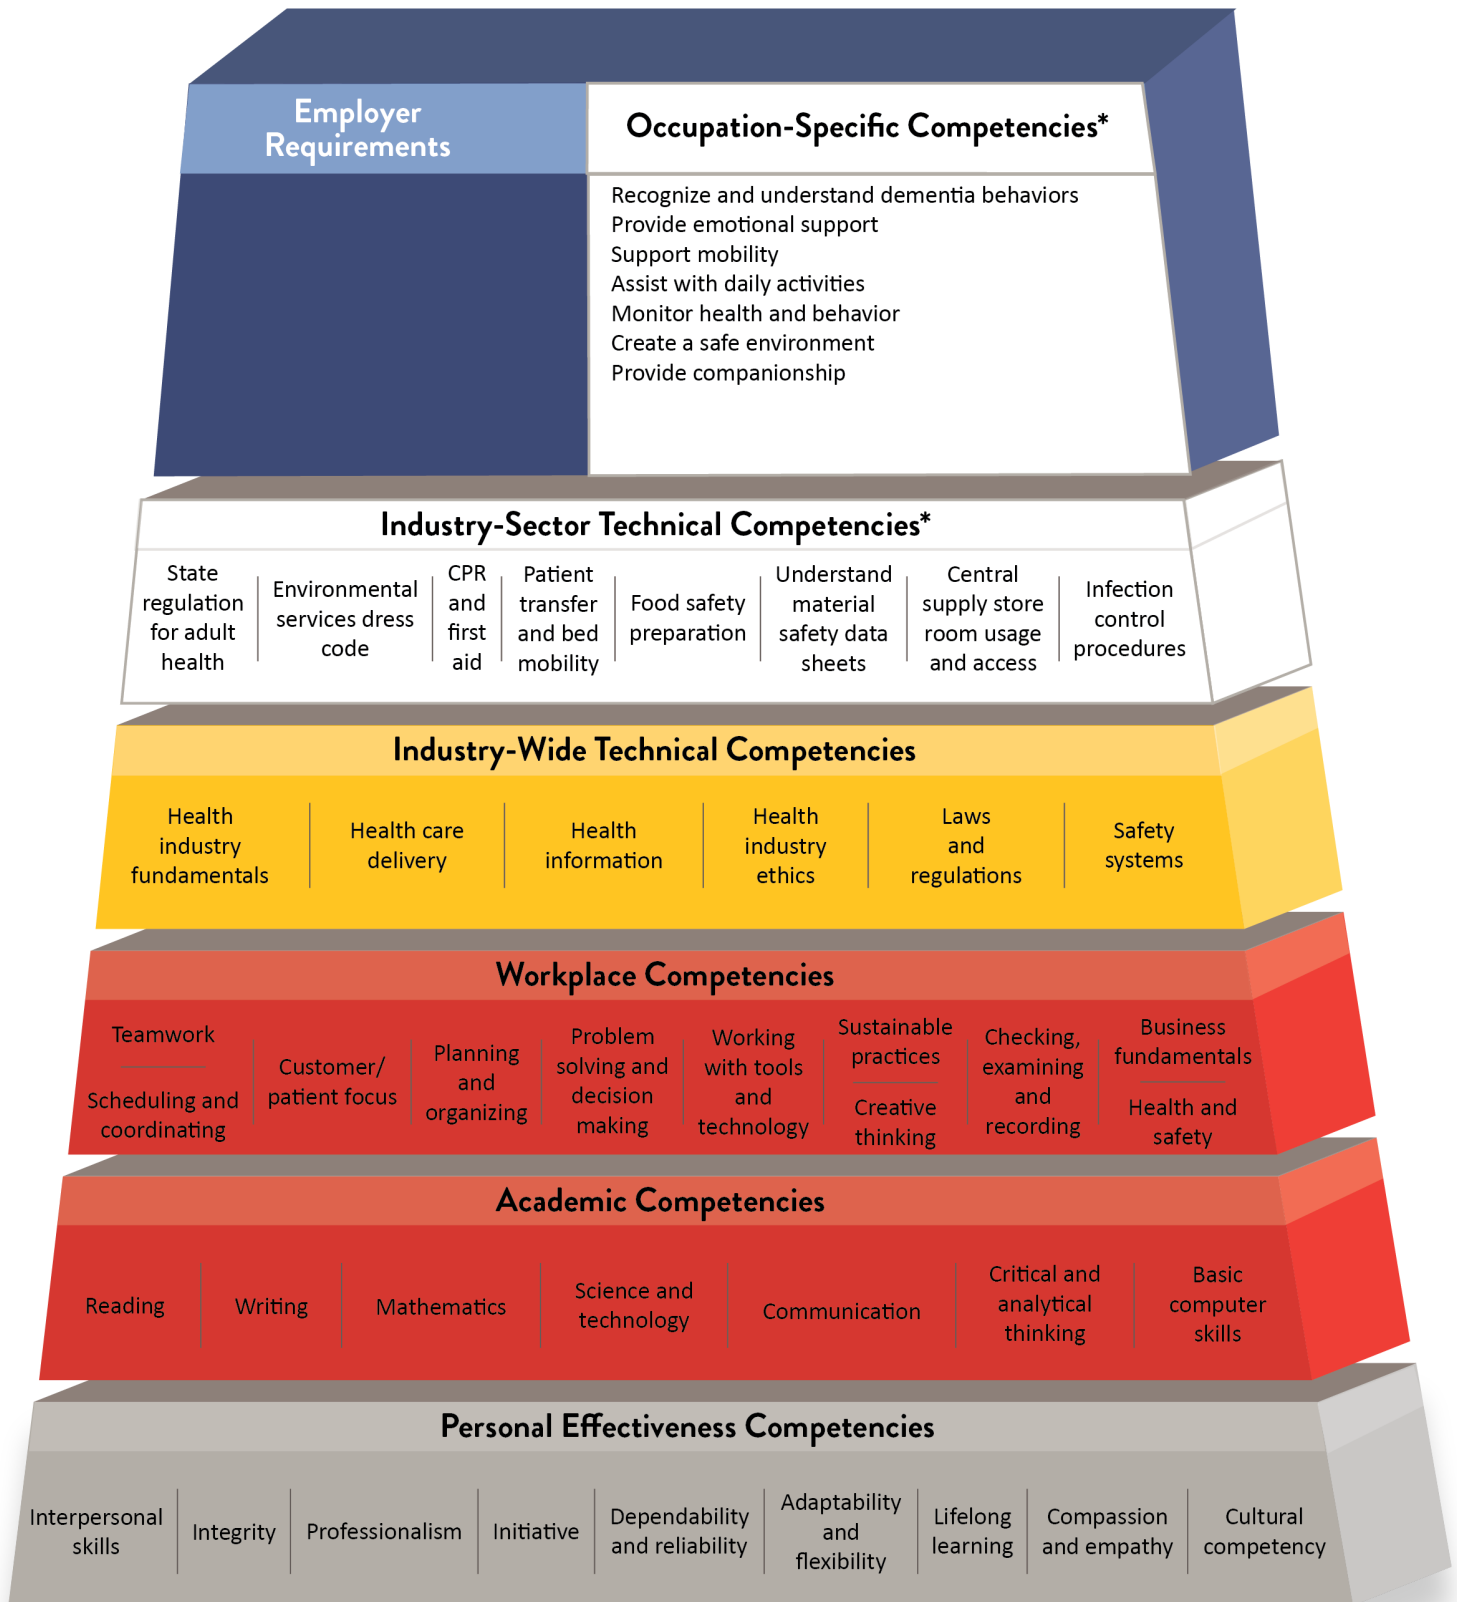 Employer
Requirements
Occupation-Specific Competencies*
Recognize and understand dementia behaviors
Provide emotional support
Support mobility
Assist with daily activities
Monitor health and behavior
Create a safe environment
Provide companionship
Industry-Sector Technical Competencies*
State
regulation
for adult
health
Environmental
services dress
code
CPR
and
first
aid
Patient
transfer
and bed
mobility
Food safety
preparation
Understand
material
safety data
sheets
Central
supply store
room usage
and access
Infection
control
procedures
Industry-Wide Technical Competencies
Health
industry
fundamentals
Health care
delivery
Health
information
Health
industry
ethics
Laws
and
regulations
Safety
systems
Workplace Competencies
Teamwork
Scheduling and
coordinating
Customer/
patient focus
Planning
and
organizing
Problem
solving and
decision
making
Working
with tools
and
technology
Sustainable
practices
Creative
thinking
Checking,
examining
and
recording
Business
fundamentals
Health and
safety
Academic Competencies
Reading
Writing
Mathematics
Science and
technology
Communication
Critical and
analytical
thinking
Basic
computer
skills
Personal Effectiveness Competencies
Interpersonal
skills
Integrity
Professionalism
Initiative
Dependability
and reliability
Adaptability
and
flexibility
Lifelong
learning
Compassion
and empathy
Cultural
competency